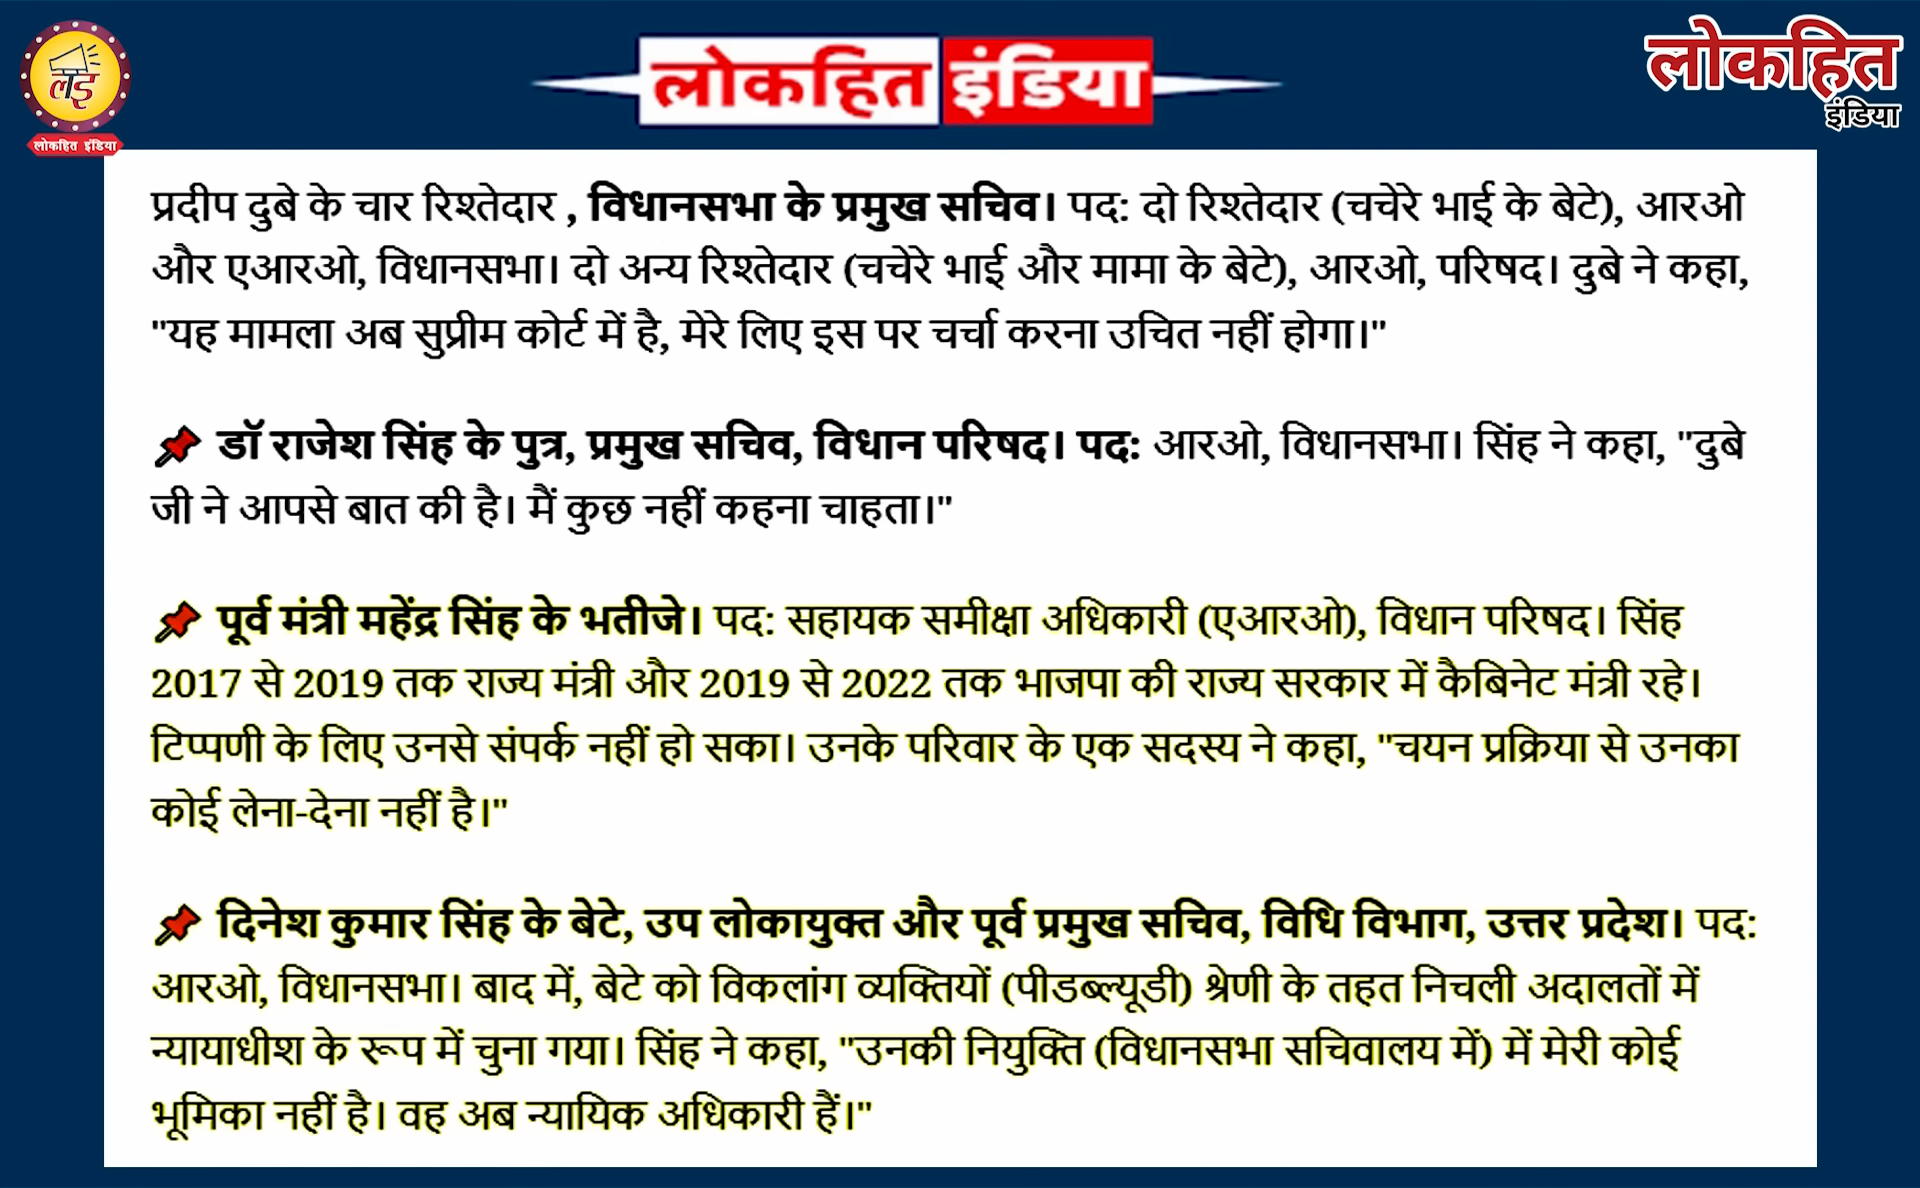 लइ
लोकहित इंडिया
लोकहित इंडिया
लोकहित
इंडिया
प्रदीप दुबे के चार रिश्तेदार , विधानसभा के प्रमुख सचिव। पद: दो रिश्तेदार (चचेरे भाई के बेटे), आरओ
और एआरओ, विधानसभा। दो अन्य रिश्तेदार (चचेरे भाई और मामा के बेटे), आरओ, परिषद। दुबे ने कहा,
"यह मामला अब सुप्रीम कोर्ट में है, मेरे लिए इस पर चर्चा करना उचित नहीं होगा।"
📌 डॉ राजेश सिंह के पुत्र, प्रमुख सचिव, विधान परिषद। पद: आरओ, विधानसभा। सिंह ने कहा, "दुबे
जी ने आपसे बात की है। मैं कुछ नहीं कहना चाहता।"
📌 पूर्व मंत्री महेंद्र सिंह के भतीजे। पद: सहायक समीक्षा अधिकारी (एआरओ), विधान परिषद। सिंह
2017 से 2019 तक राज्य मंत्री और 2019 से 2022 तक भाजपा की राज्य सरकार में कैबिनेट मंत्री रहे।
टिप्पणी के लिए उनसे संपर्क नहीं हो सका। उनके परिवार के एक सदस्य ने कहा, "चयन प्रक्रिया से उनका
कोई लेना-देना नहीं है।"
📌 दिनेश कुमार सिंह के बेटे, उप लोकायुक्त और पूर्व प्रमुख सचिव, विधि विभाग, उत्तर प्रदेश। पद:
आरओ, विधानसभा। बाद में, बेटे को विकलांग व्यक्तियों (पीडब्ल्यूडी) श्रेणी के तहत निचली अदालतों में
न्यायाधीश के रूप में चुना गया। सिंह ने कहा, "उनकी नियुक्ति (विधानसभा सचिवालय में) में मेरी कोई
भूमिका नहीं है। वह अब न्यायिक अधिकारी हैं।"